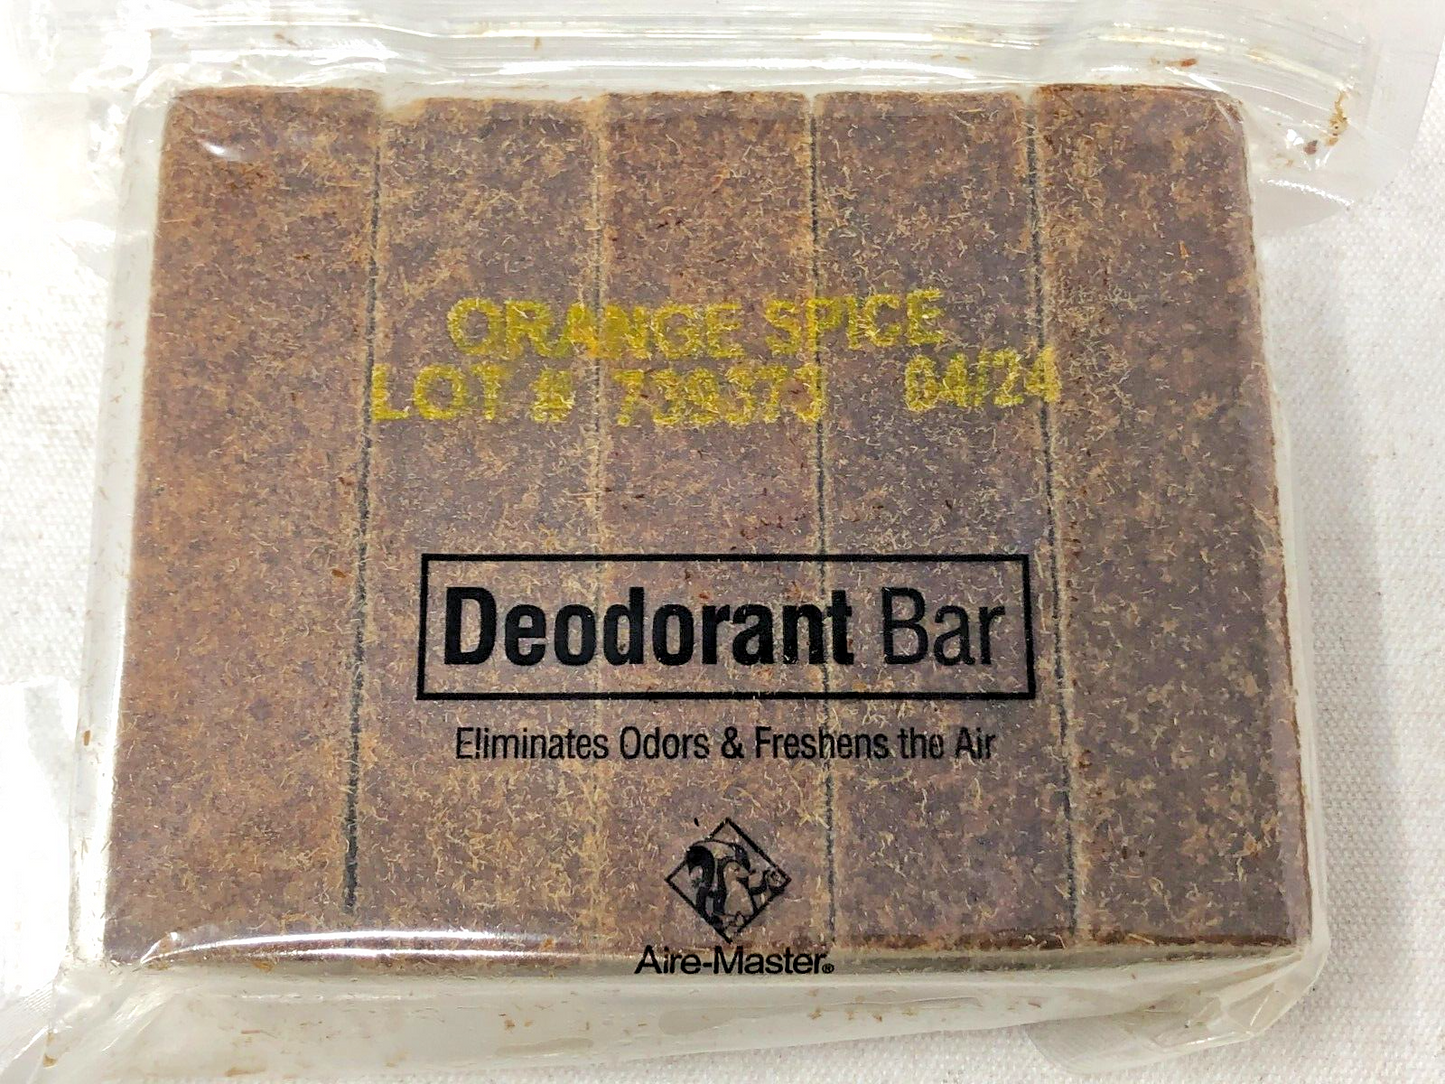 ORANGE SPICE
LOT # 739373 04/24
Deodorant Bar
Eliminates Odors & Freshens the Air
Aire-Master®